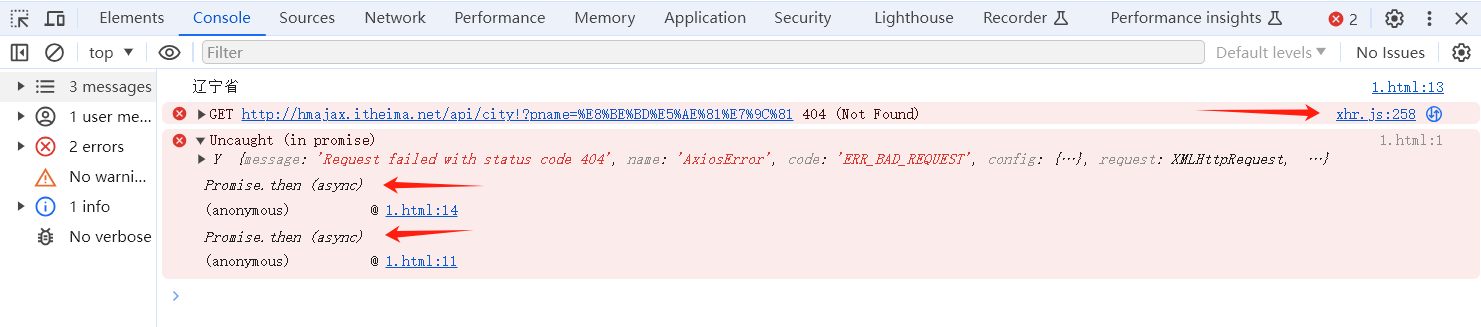 Elements Console Sources Network Performance Memory Application Security Lighthouse Recorder Performance insights 2
top Filter Default levels No Issues
3 messages
1 user me...
2 errors
No warnin...
1 info
No verbose
辽宁省 1.html:13
GET http://hmajax.itheima.net/api/city!?pname=%E8%BE%BD%E5%AE%81%E7%9C%81 404 (Not Found) xhr.js:258
Uncaught (in promise) 1.html:1
Y {message: 'Request failed with status code 404', name: 'AxiosError', code: 'ERR_BAD_REQUEST', config: {…}, request: XMLHttpRequest, …}
Promise.then (async)
(anonymous) @ 1.html:14
Promise.then (async)
(anonymous) @ 1.html:11